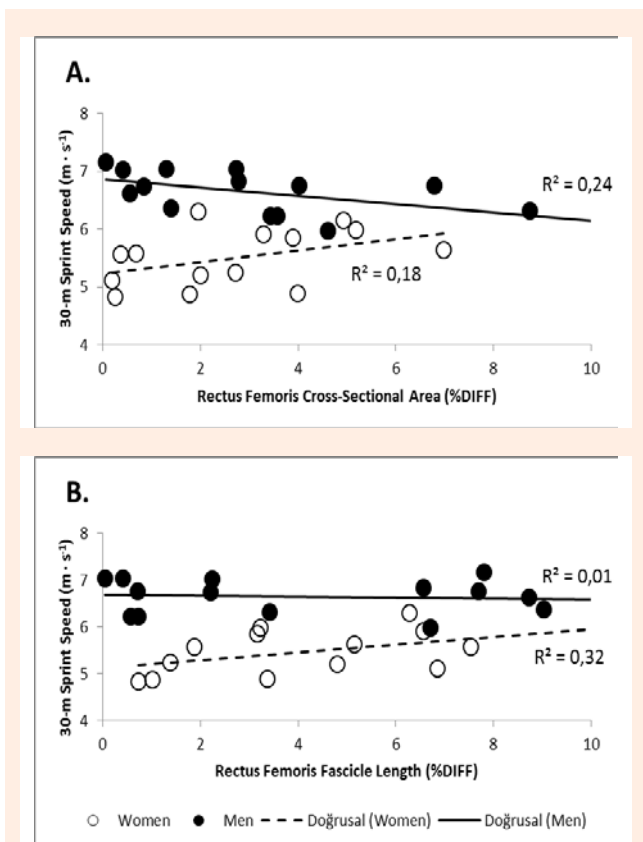 A.
8
7
6
5
4
30-m Sprint Speed (m · s⁻¹)
R² = 0,24
R² = 0,18
0 2 4 6 8 10
Rectus Femoris Cross-Sectional Area (%DIFF)
B.
8
7
6
5
4
30-m Sprint Speed (m · s⁻¹)
R² = 0,01
R² = 0,32
0 2 4 6 8 10
Rectus Femoris Fascicle Length (%DIFF)
Women Men Doğrusal (Women) Doğrusal (Men)